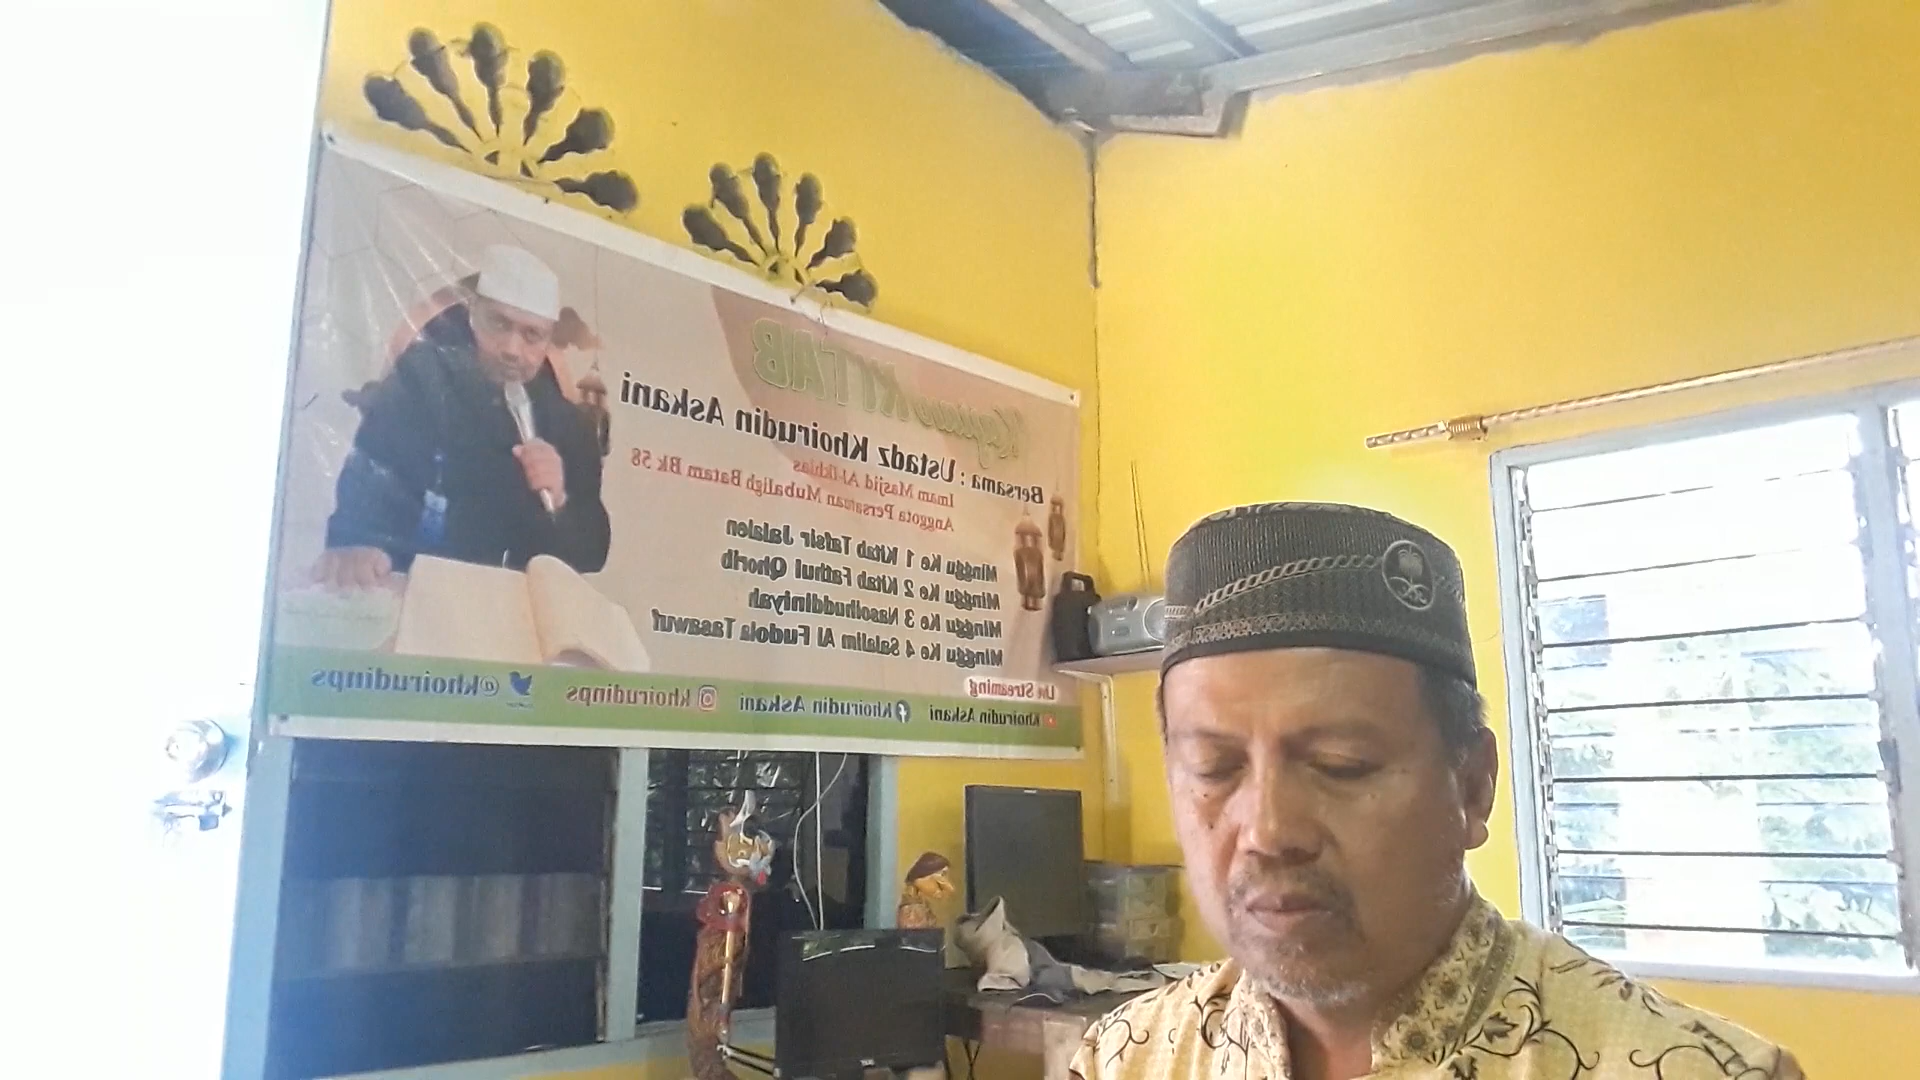 Kajian KITAB
Bersama : Ustadz Khoirudin Askani
Imam Masjid Al-Ikhlas
Anggota Persatuan Mubaligh Batam Bk 58
Minggu Ke 1 Kitab Tafsir Jalalen
Minggu Ke 2 Kitab Fathul Qhorib
Minggu Ke 3 Nasoihuddiniyah
Minggu Ke 4 Salalim Al Fudola Tasawuf
Live Streaming
Khoirudin Askani khoirudin Askani khoirudinps @khoirudinps